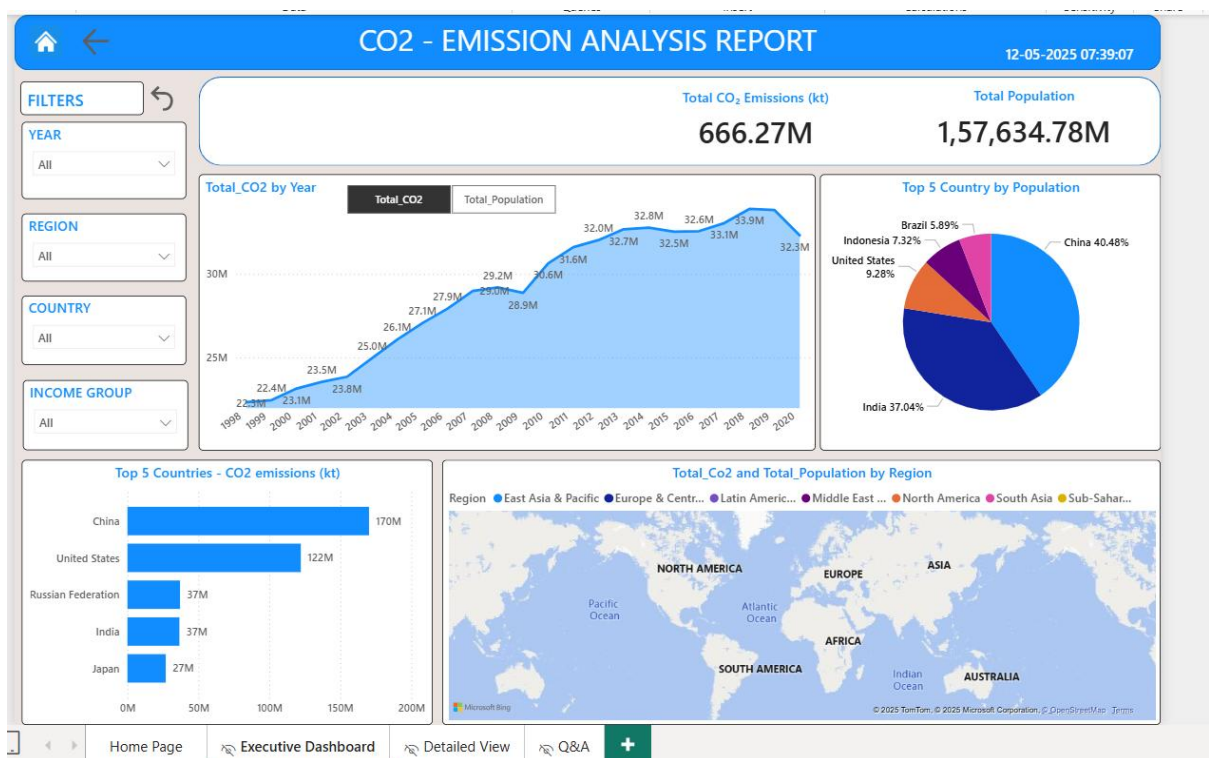 CO2 - EMISSION ANALYSIS REPORT
12-05-2025 07:39:07
FILTERS
YEAR
All
REGION
All
COUNTRY
All
INCOME GROUP
All
Total CO₂ Emissions (kt)
666.27M
Total Population
1,57,634.78M
Total_CO2 by Year
Total_CO2
Total_Population
30M
25M
22.3M
22.4M
23.1M
23.5M
23.8M
25.0M
26.1M
27.1M
27.9M
29.0M
29.2M
28.9M
30.6M
31.6M
32.0M
32.7M
32.8M
32.5M
32.6M
33.1M
33.9M
32.3M
1998 1999 2000 2001 2002 2003 2004 2005 2006 2007 2008 2009 2010 2011 2012 2013 2014 2015 2016 2017 2018 2019 2020
Top 5 Country by Population
Brazil 5.89%
Indonesia 7.32%
United States
9.28%
China 40.48%
India 37.04%
Top 5 Countries - CO2 emissions (kt)
China 170M
United States 122M
Russian Federation 37M
India 37M
Japan 27M
0M 50M 100M 150M 200M
Total_Co2 and Total_Population by Region
Region East Asia & Pacific Europe & Centr... Latin Americ... Middle East ... North America South Asia Sub-Sahar...
NORTH AMERICA
EUROPE
ASIA
Pacific
Ocean
Atlantic
Ocean
AFRICA
SOUTH AMERICA
Indian
Ocean
AUSTRALIA
Microsoft Bing
© 2025 TomTom, © 2025 Microsoft Corporation, © OpenStreetMap Terms
Home Page
Executive Dashboard
Detailed View
Q&A